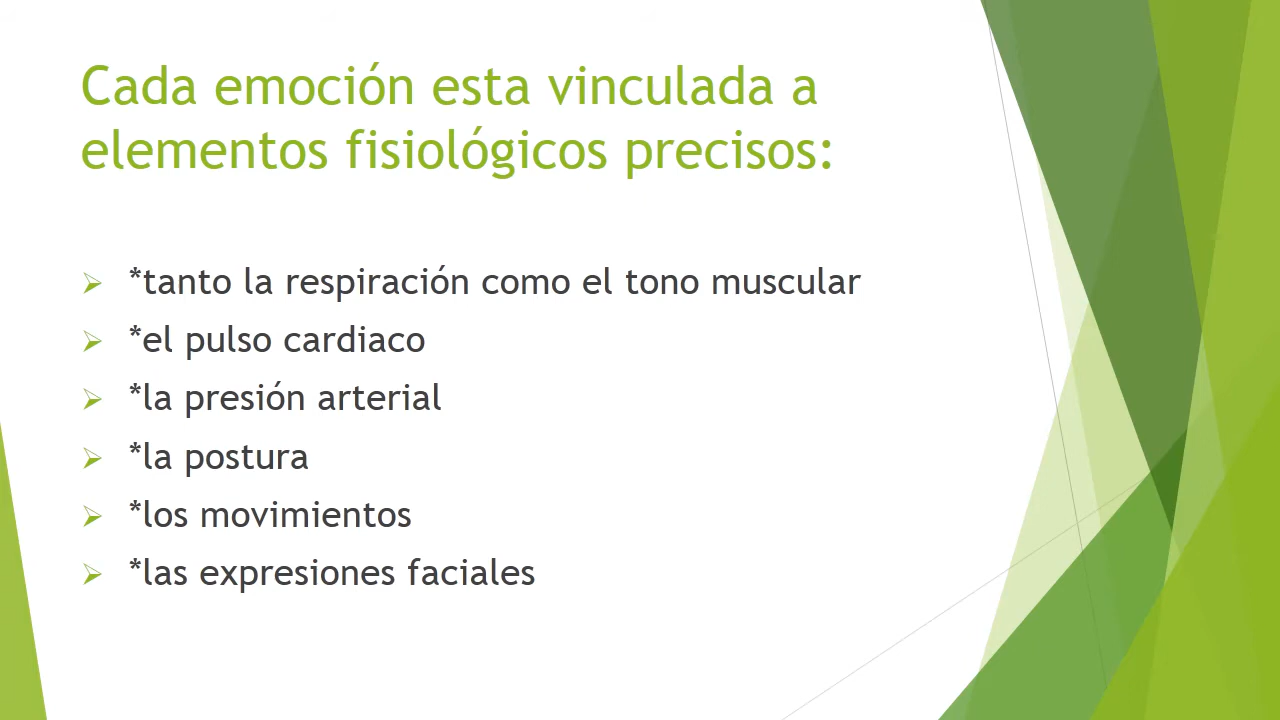 Cada emoción esta vinculada a
elementos fisiológicos precisos:
*tanto la respiración como el tono muscular
*el pulso cardiaco
*la presión arterial
*la postura
*los movimientos
*las expresiones faciales